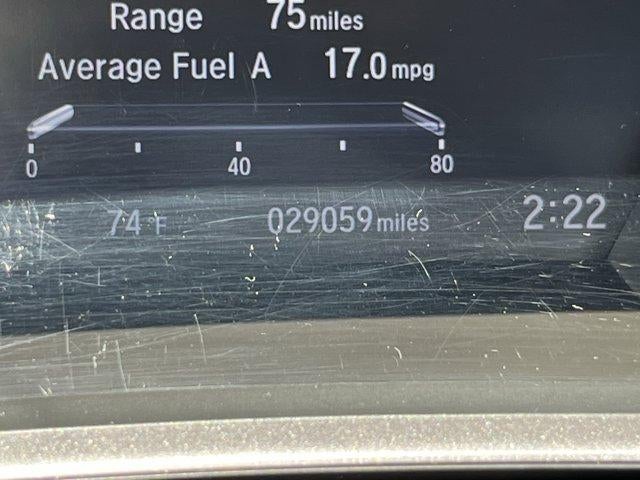 Range 75 miles
Average Fuel A 17.0 mpg
0 40 80
74°F 029059 miles 2:22